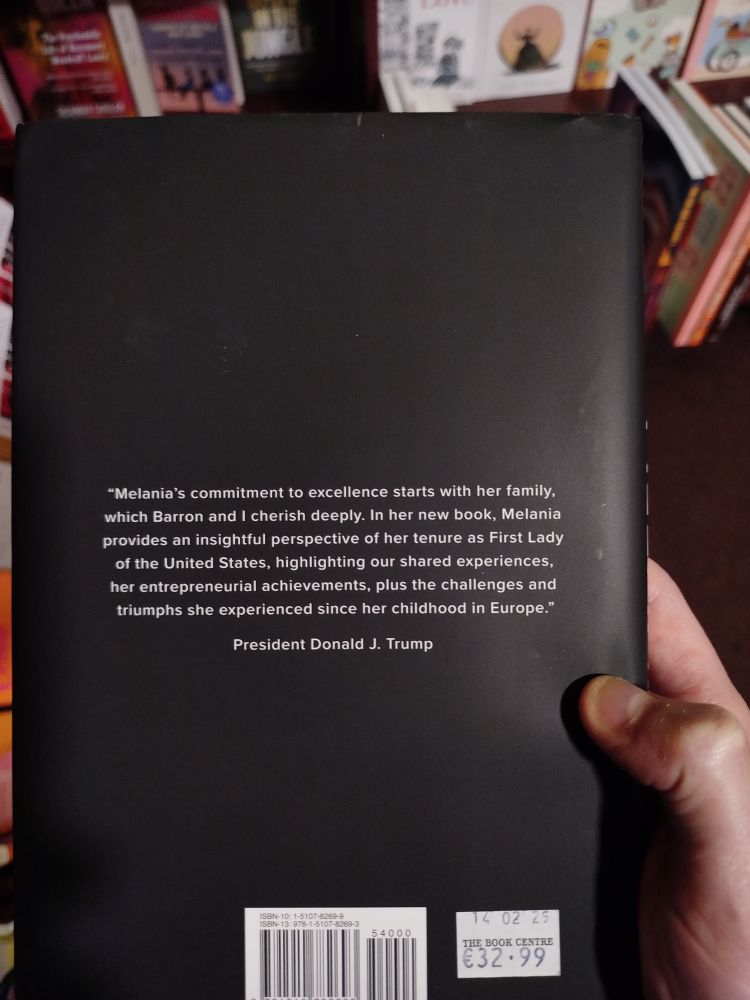 “Melania’s commitment to excellence starts with her family,
which Barron and I cherish deeply. In her new book, Melania
provides an insightful perspective of her tenure as First Lady
of the United States, highlighting our shared experiences,
her entrepreneurial achievements, plus the challenges and
triumphs she experienced since her childhood in Europe.”
President Donald J. Trump
ISBN-10: 1-5107-8269-9
ISBN-13: 978-1-5107-8269-3
54000
14 02 25
THE BOOK CENTRE
€32.99